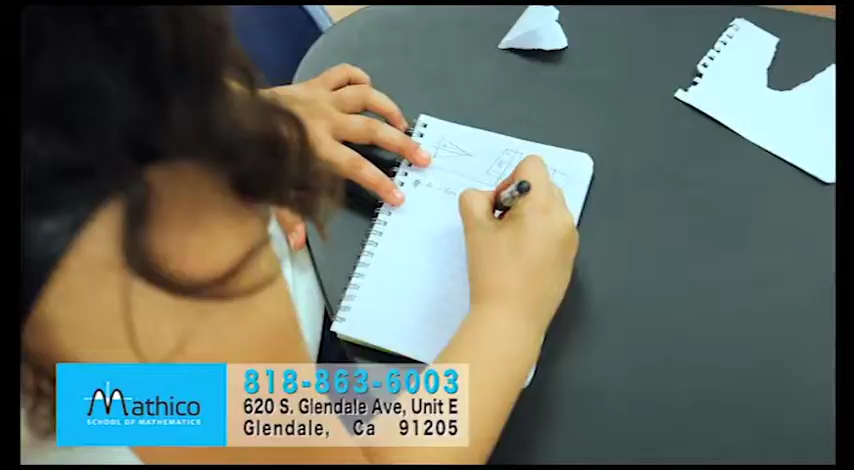 818-863-6003
Mathico
SCHOOL OF MATHEMATICS
620 S. Glendale Ave, Unit E
Glendale, Ca 91205